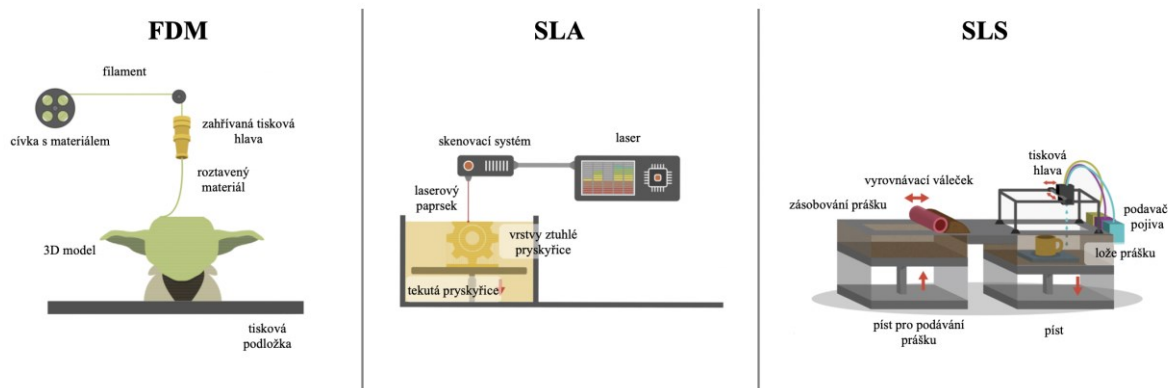 FDM
filament
cívka s materiálem
zahřívaná tisková
hlava
roztavený
materiál
3D model
tisková
podložka
SLA
skenovací systém
laser
laserový
paprsek
vrstvy ztuhlé
pryskyřice
tekutá pryskyřice
SLS
tisková
hlava
vyrovnávací váleček
zásobování prášku
podavač
pojiva
lože prášku
píst pro podávání
prášku
píst